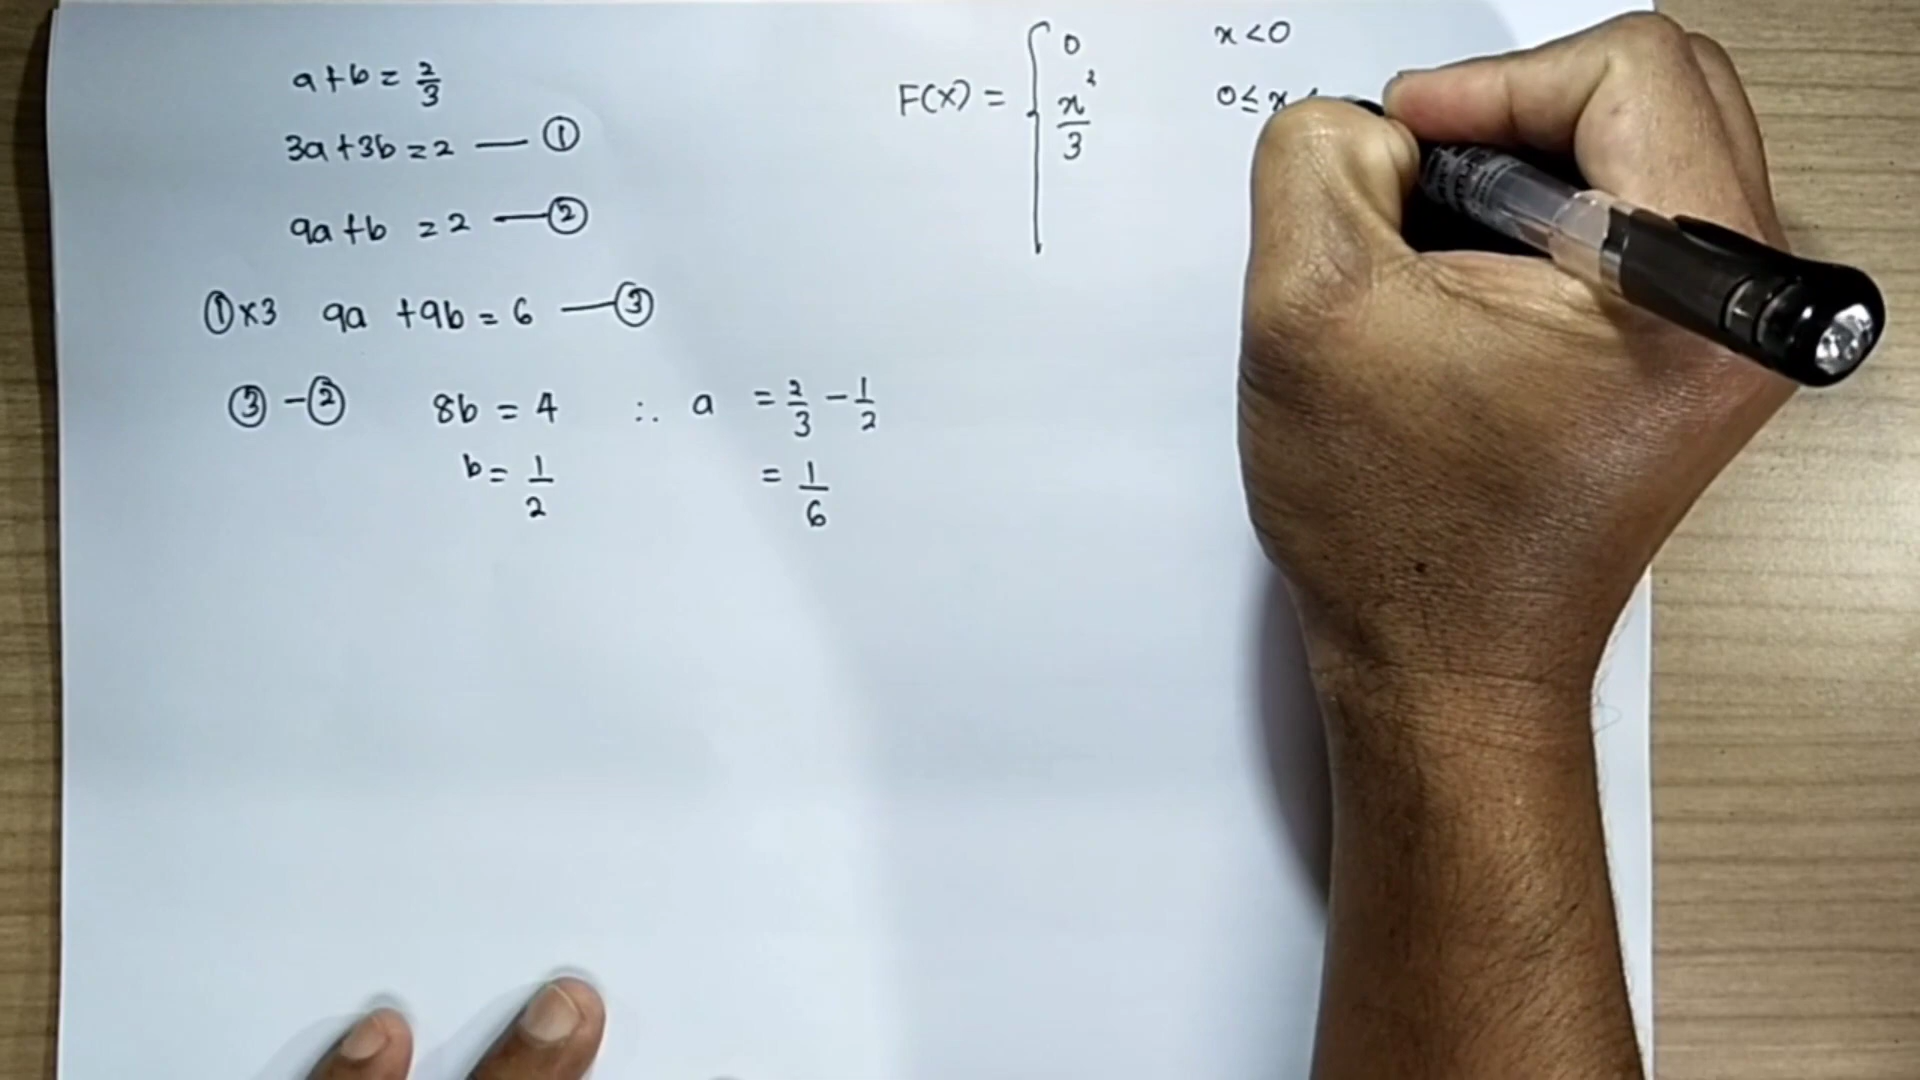 a + b = 2/3
3a + 3b = 2 — ①
9a + b = 2 — ②
① x 3 9a + 9b = 6 — ③
③ - ② 8b = 4 ∴ a = 2/3 - 1/2
b = 1/2 = 1/6
F(x) = { 0 x < 0
x²/3 0 ≤ x <